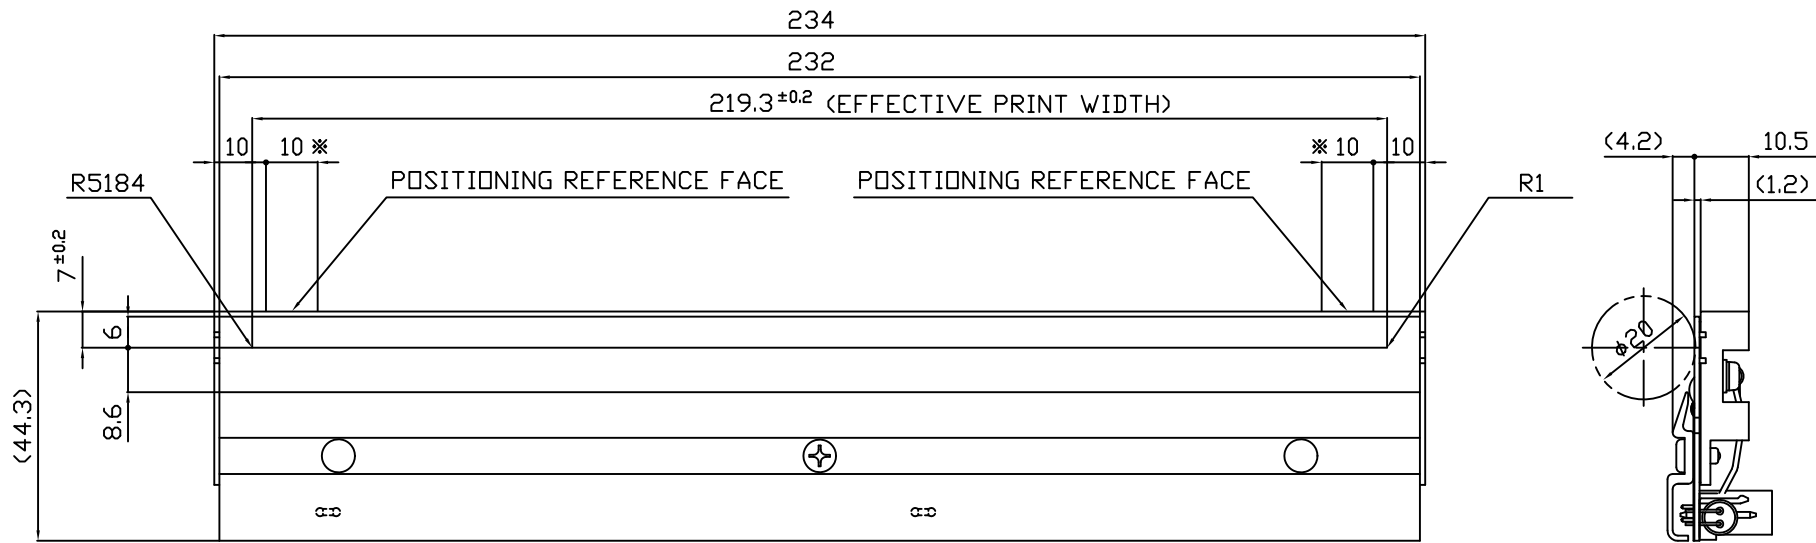 234
232
219.3±0.2 (EFFECTIVE PRINT WIDTH)
10 10 ※ ※ 10 10 (4.2) 10.5
R5184 POSITIONING REFERENCE FACE POSITIONING REFERENCE FACE R1 (1.2)
7±0.2
6
ø20
8.6
(44.3)